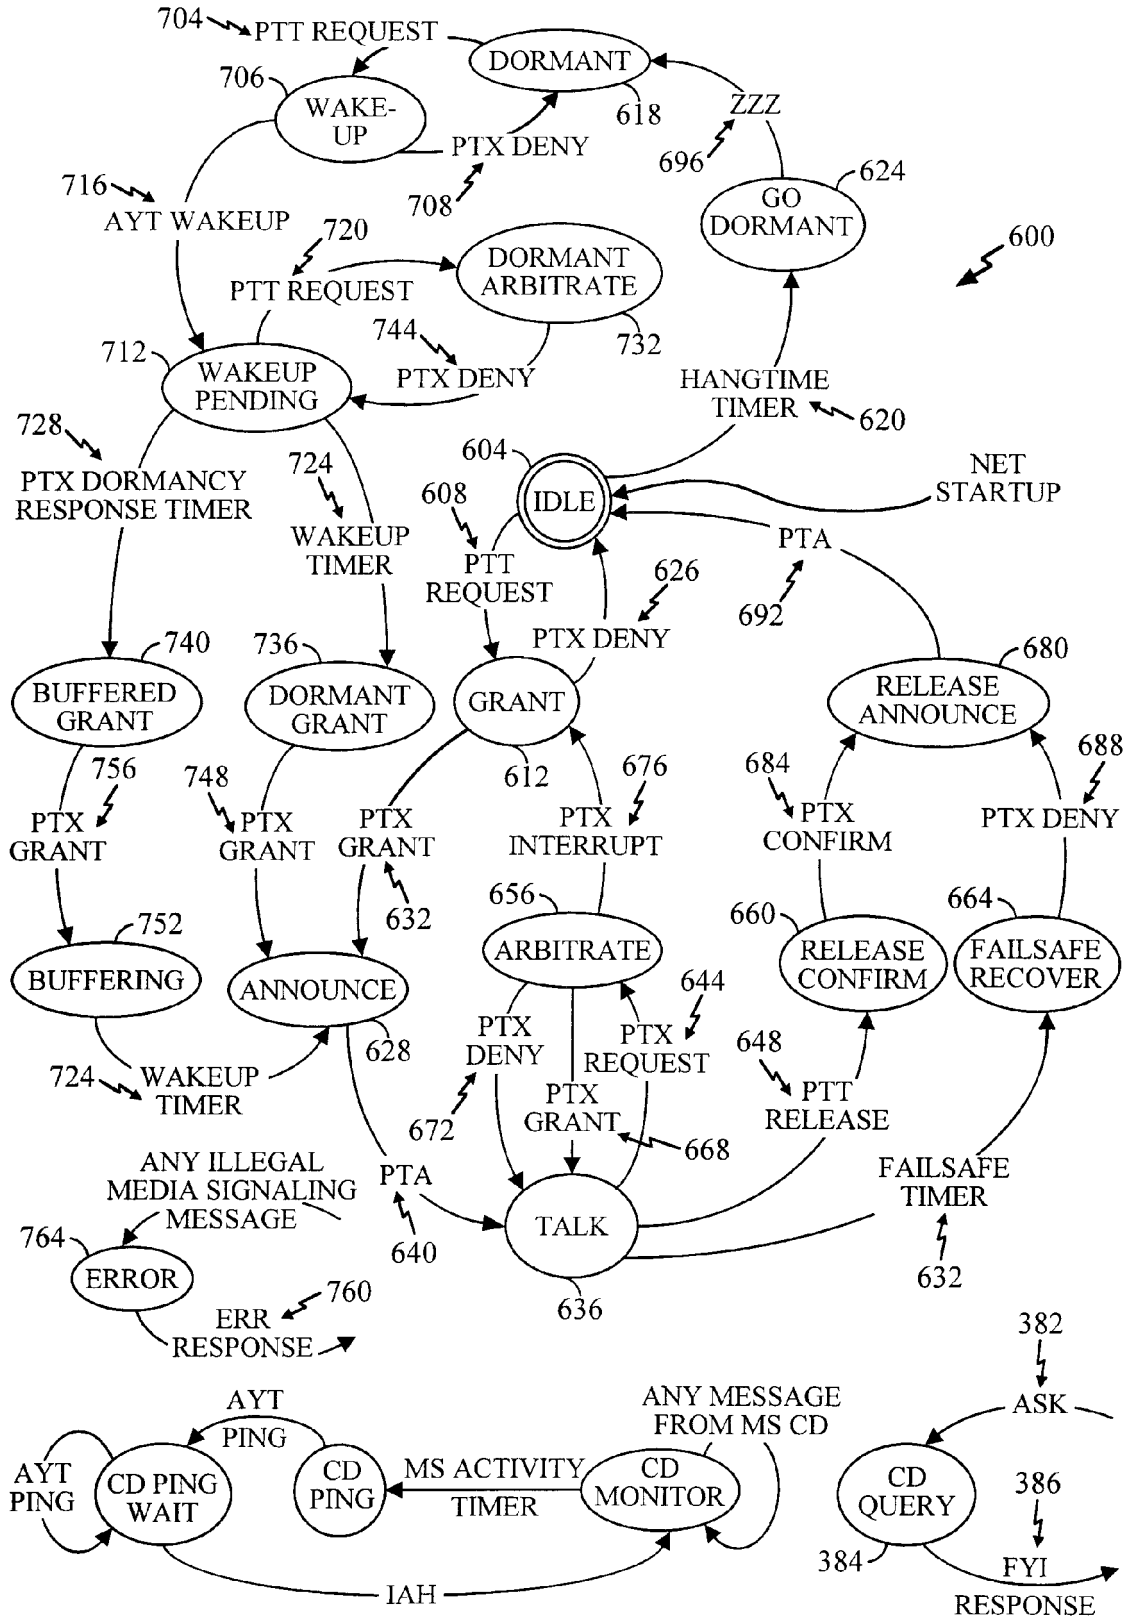 704
PTT REQUEST
DORMANT
618
706
WAKE-
UP
PTX DENY
708
ZZZ
696
GO
DORMANT
624
600
716
AYT WAKEUP
720
PTT REQUEST
DORMANT
ARBITRATE
732
744
PTX DENY
712
WAKEUP
PENDING
HANGTIME
TIMER
620
728
PTX DORMANCY
RESPONSE TIMER
724
WAKEUP
TIMER
604
IDLE
NET
STARTUP
608
PTT
REQUEST
626
PTX DENY
PTA
692
740
BUFFERED
GRANT
736
DORMANT
GRANT
GRANT
612
680
RELEASE
ANNOUNCE
756
PTX
GRANT
748
PTX
GRANT
PTX
GRANT
632
676
PTX
INTERRUPT
684
PTX
CONFIRM
688
PTX DENY
752
BUFFERING
ANNOUNCE
628
656
ARBITRATE
660
RELEASE
CONFIRM
664
FAILSAFE
RECOVER
724
WAKEUP
TIMER
PTX
DENY
672
PTX
GRANT
668
644
PTX
REQUEST
648
PTT
RELEASE
FAILSAFE
TIMER
632
PTA
640
TALK
636
ANY ILLEGAL
MEDIA SIGNALING
MESSAGE
764
ERROR
760
ERR
RESPONSE
382
ASK
AYT
PING
AYT
PING
CD PING
WAIT
CD
PING
MS ACTIVITY
TIMER
ANY MESSAGE
FROM MS CD
CD
MONITOR
IAH
CD
QUERY
384
386
FYI
RESPONSE